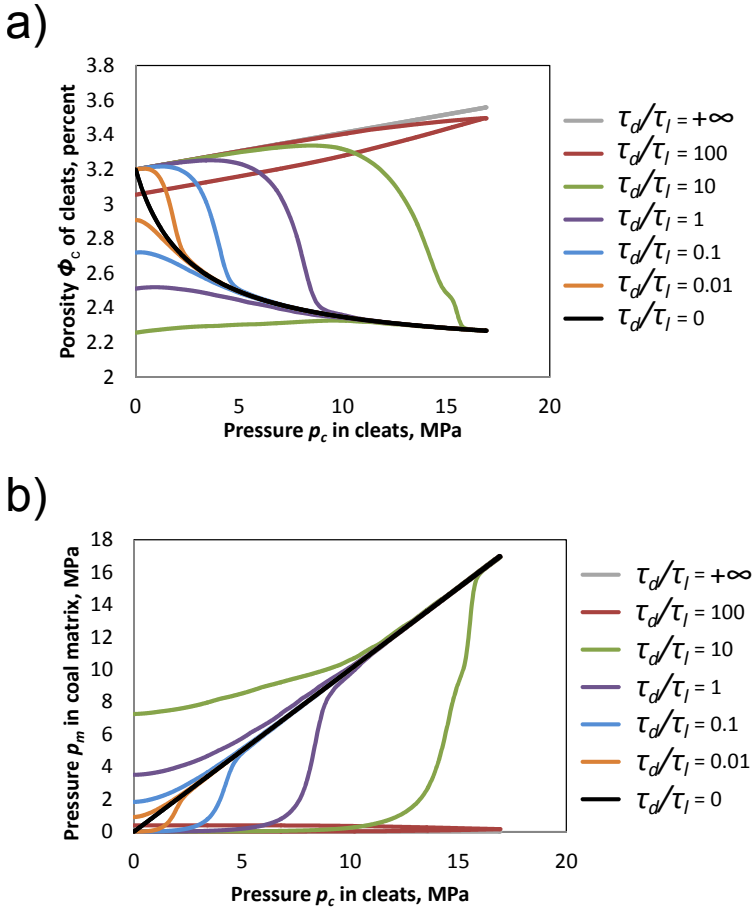 a)
3.8
3.6
3.4
3.2
3
2.8
2.6
2.4
2.2
2
0
5
10
15
20
Porosity Φc of cleats, percent
Pressure pc in cleats, MPa
τd/τl = +∞
τd/τl = 100
τd/τl = 10
τd/τl = 1
τd/τl = 0.1
τd/τl = 0.01
τd/τl = 0
b)
18
16
14
12
10
8
6
4
2
0
0
5
10
15
20
Pressure pm in coal matrix, MPa
Pressure pc in cleats, MPa
τd/τl = +∞
τd/τl = 100
τd/τl = 10
τd/τl = 1
τd/τl = 0.1
τd/τl = 0.01
τd/τl = 0